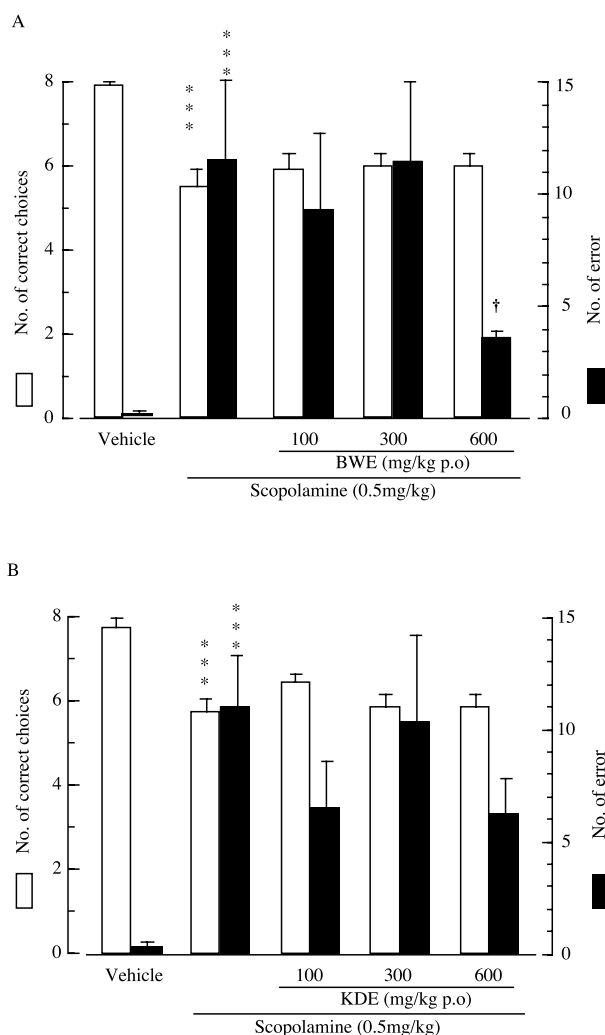 A
* * *
* * *
8
6
4
2
0
15
10
5
0
No. of correct choices
No. of error
†
Vehicle
100
300
600
BWE (mg/kg p.o)
Scopolamine (0.5mg/kg)
B
* * *
* * *
8
6
4
2
0
15
10
5
0
No. of correct choices
No. of error
Vehicle
100
300
600
KDE (mg/kg p.o)
Scopolamine (0.5mg/kg)